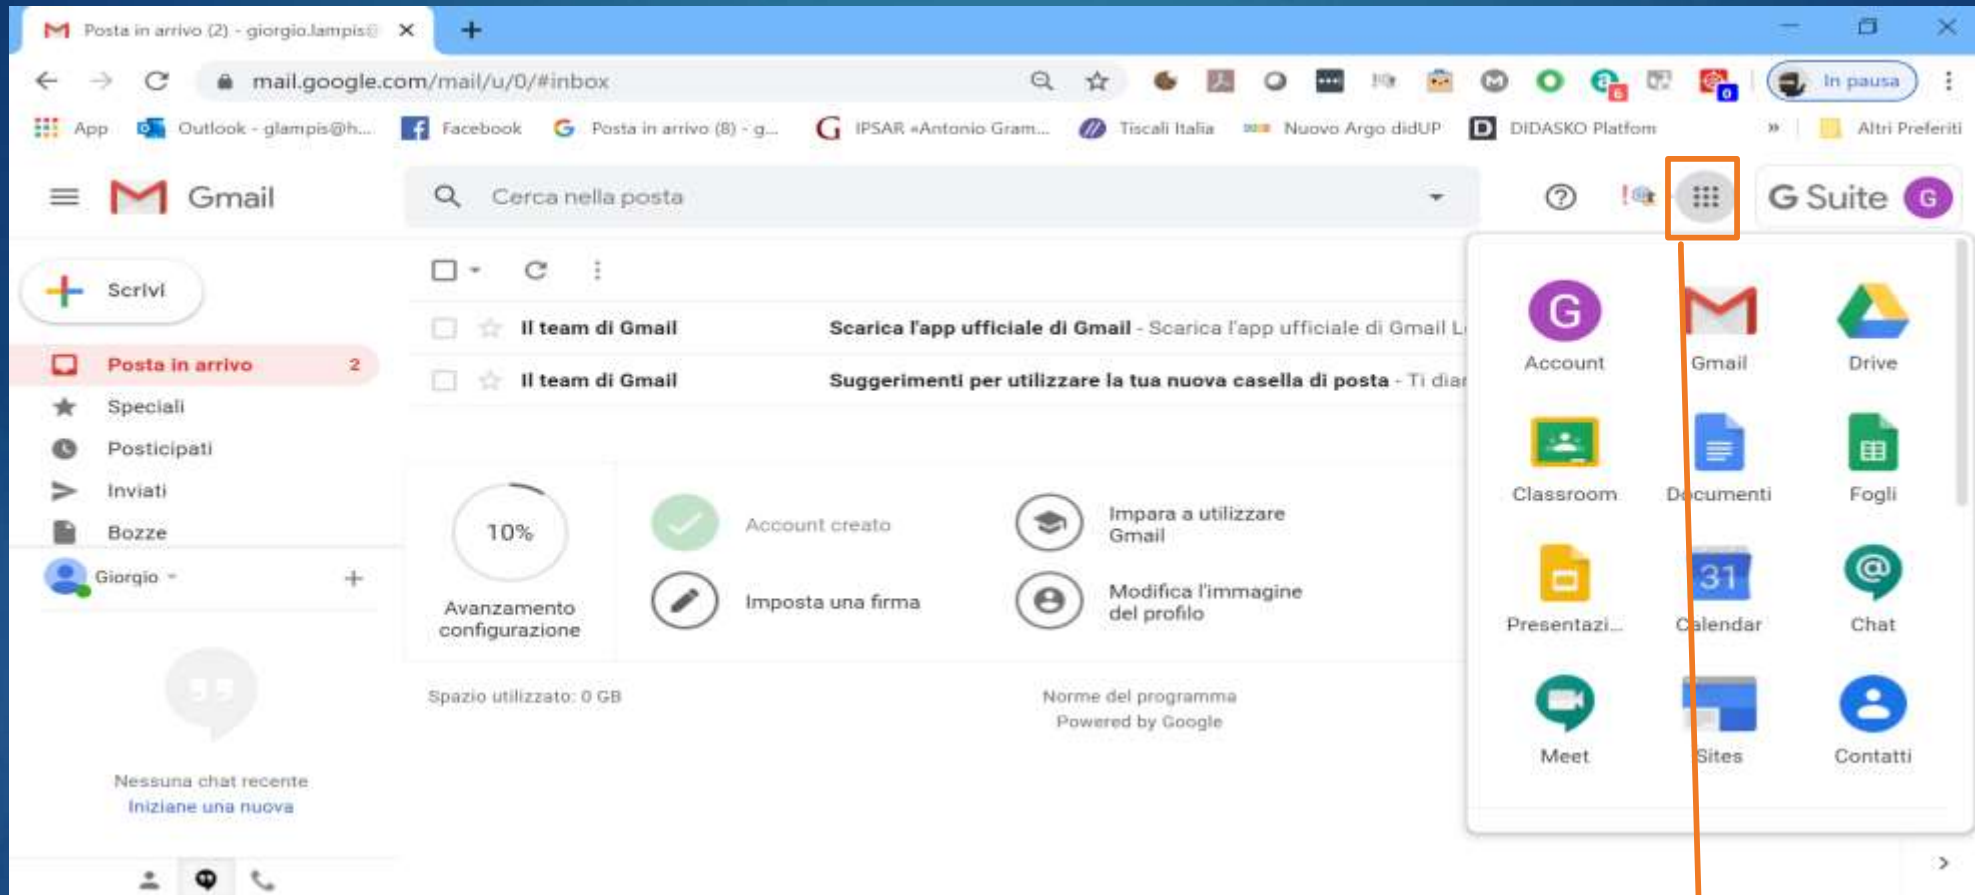 Posta in arrivo (2) - giorgio.lampis@
mail.google.com/mail/u/0/#inbox
6
0
In pausa
App
Outlook - glampis@h...
Facebook
Posta in arrivo (8) - g...
IPSAR «Antonio Gram...
Tiscali Italia
Nuovo Argo didUP
DIDASKO Platfom
»
Altri Preferiti
Gmail
Cerca nella posta
G Suite
G
Scrivi
Posta in arrivo 2
Speciali
Posticipati
Inviati
Bozze
Giorgio
Nessuna chat recente
Iniziane una nuova
Il team di Gmail
Scarica l'app ufficiale di Gmail - Scarica l'app ufficiale di Gmail L
Il team di Gmail
Suggerimenti per utilizzare la tua nuova casella di posta - Ti diar
10%
Avanzamento
configurazione
Account creato
Imposta una firma
Impara a utilizzare
Gmail
Modifica l'immagine
del profilo
Spazio utilizzato: 0 GB
Norme del programma
Powered by Google
G
Account
Gmail
Drive
Classroom
Documenti
Fogli
31
Presentazi...
Calendar
Chat
Meet
Sites
Contatti